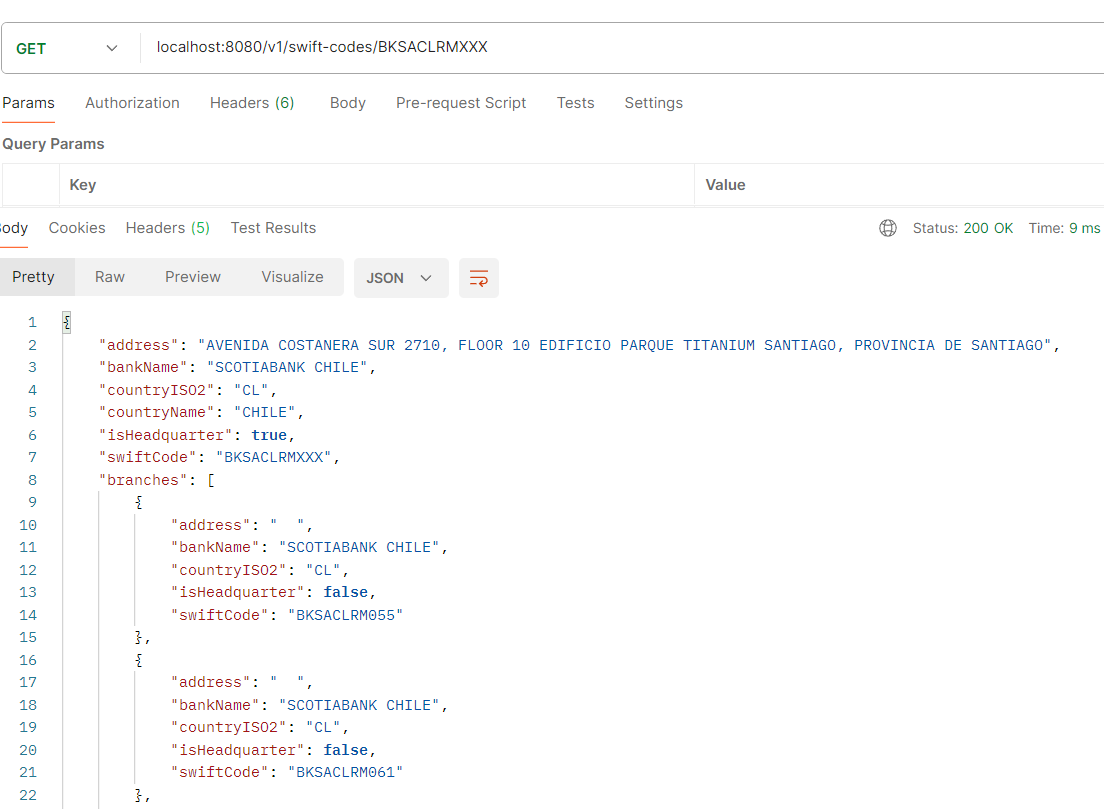 GET localhost:8080/v1/swift-codes/BKSACLRMXXX
Params Authorization Headers (6) Body Pre-request Script Tests Settings
Query Params
Key Value
ody Cookies Headers (5) Test Results Status: 200 OK Time: 9 ms
Pretty Raw Preview Visualize JSON
1 {
2 "address": "AVENIDA COSTANERA SUR 2710, FLOOR 10 EDIFICIO PARQUE TITANIUM SANTIAGO, PROVINCIA DE SANTIAGO",
3 "bankName": "SCOTIABANK CHILE",
4 "countryISO2": "CL",
5 "countryName": "CHILE",
6 "isHeadquarter": true,
7 "swiftCode": "BKSACLRMXXX",
8 "branches": [
9 {
10 "address": "  ",
11 "bankName": "SCOTIABANK CHILE",
12 "countryISO2": "CL",
13 "isHeadquarter": false,
14 "swiftCode": "BKSACLRM055"
15 },
16 {
17 "address": "  ",
18 "bankName": "SCOTIABANK CHILE",
19 "countryISO2": "CL",
20 "isHeadquarter": false,
21 "swiftCode": "BKSACLRM061"
22 },